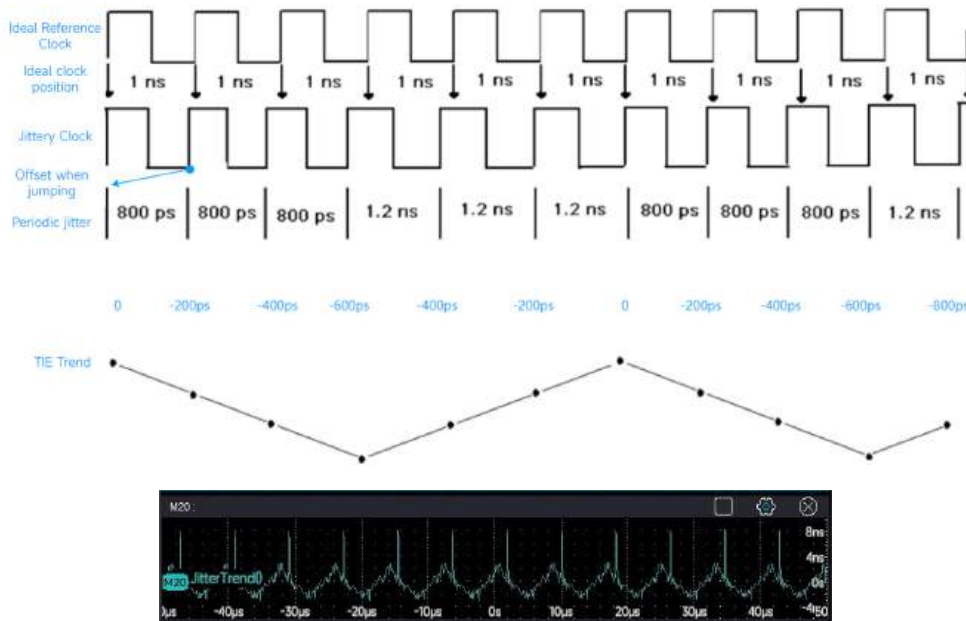 Ideal Reference
Clock
Ideal clock
position
1 ns 1 ns 1 ns 1 ns 1 ns 1 ns 1 ns 1 ns 1 ns 1 ns
Jittery Clock
Offset when
jumping
Periodic jitter
800 ps 800 ps 800 ps 1.2 ns 1.2 ns 1.2 ns 800 ps 800 ps 800 ps 1.2 ns
0 -200ps -400ps -600ps -400ps -200ps 0 -200ps -400ps -600ps -800ps
TIE Trend
M20 :
8ns
4ns
M20 JitterTrend() 0s
-40µs -30µs -20µs -10µs 0s 10µs 20µs 30µs 40µs